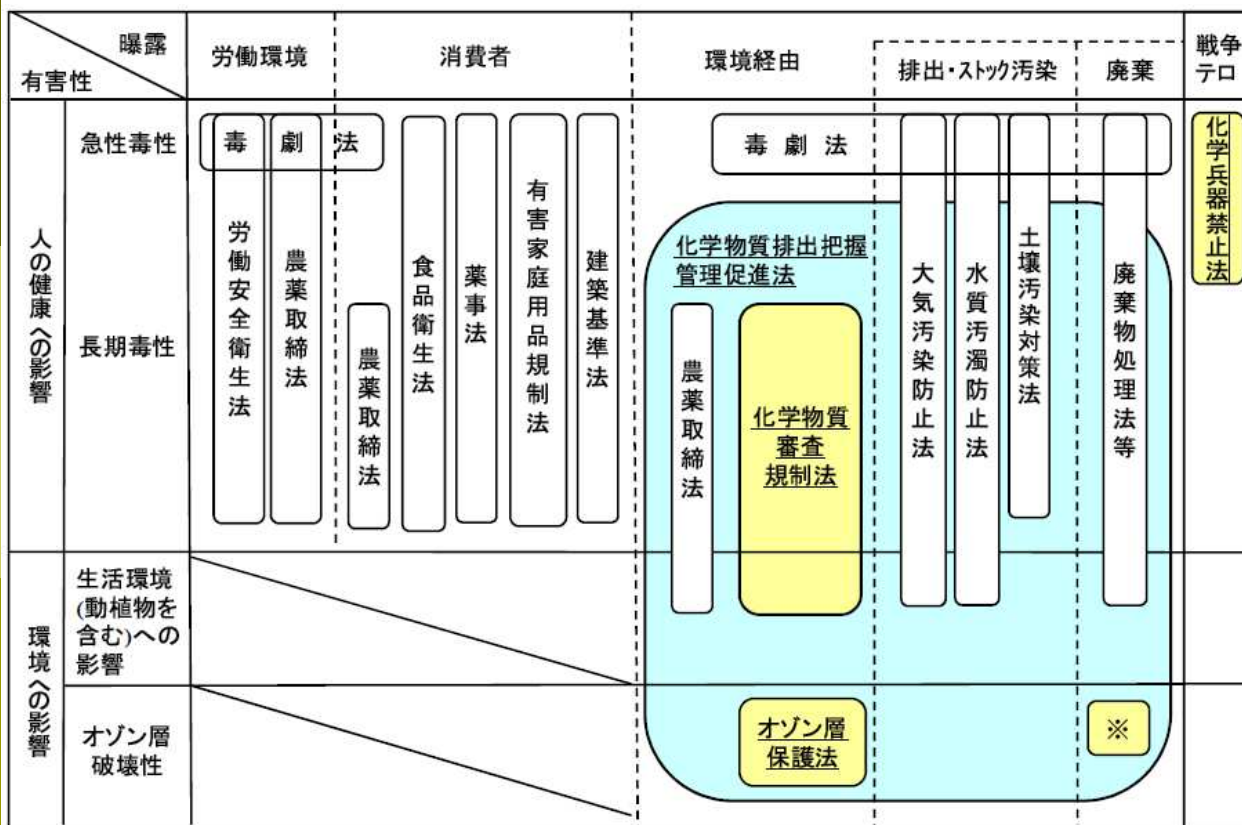 曝露
有害性
労働環境
消費者
環境経由
排出・ストック汚染
廃棄
戦争
テロ
人の健康への影響
急性毒性
長期毒性
毒劇法
労働安全衛生法
農薬取締法
農薬取締法
食品衛生法
薬事法
有害家庭用品規制法
建築基準法
毒劇法
化学物質排出把握
管理促進法
農薬取締法
化学物質
審査
規制法
大気汚染防止法
水質汚濁防止法
土壌汚染対策法
廃棄物処理法等
化学兵器禁止法
環境への影響
生活環境
(動植物を
含む)への
影響
オゾン層
破壊性
オゾン層
保護法
※